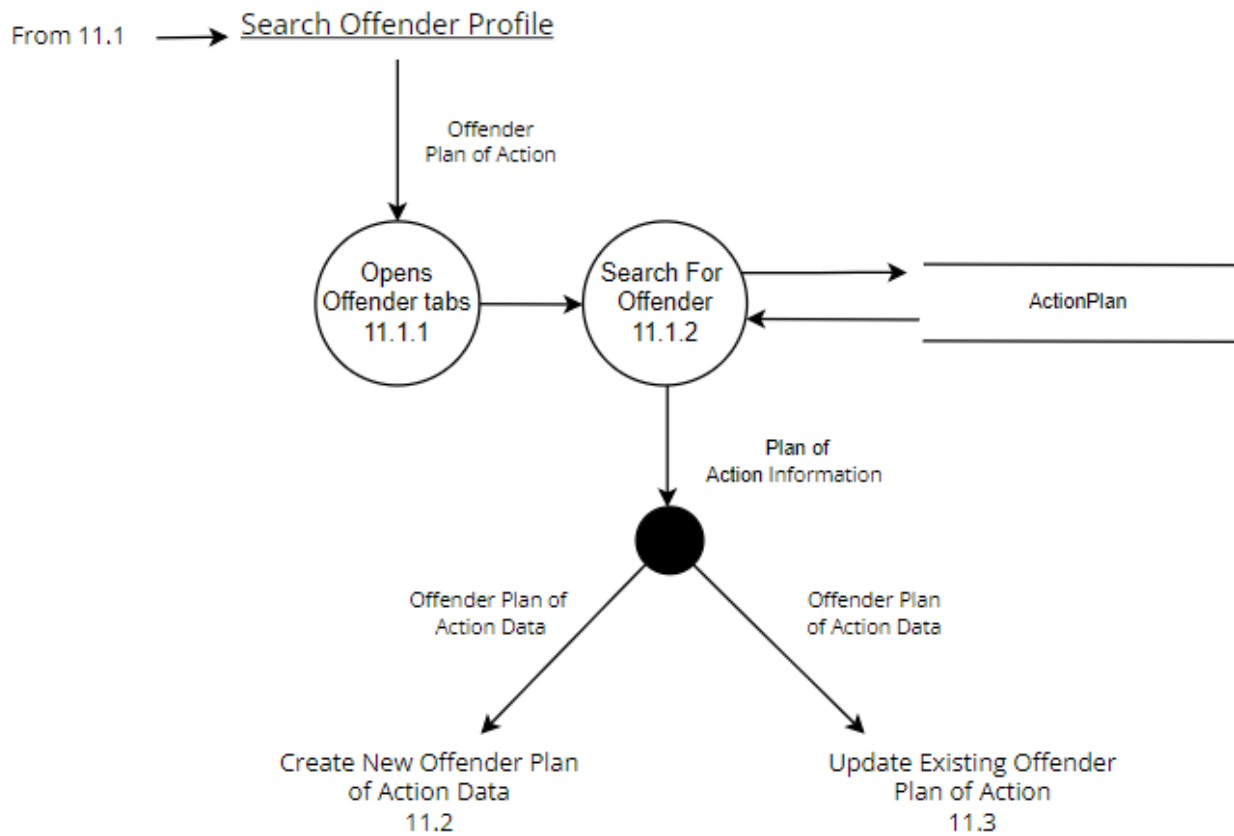 From 11.1
Search Offender Profile
Offender
Plan of Action
Opens
Offender tabs
11.1.1
Search For
Offender
11.1.2
ActionPlan
Plan of
Action Information
Offender Plan of
Action Data
Offender Plan
of Action Data
Create New Offender Plan
of Action Data
11.2
Update Existing Offender
Plan of Action
11.3